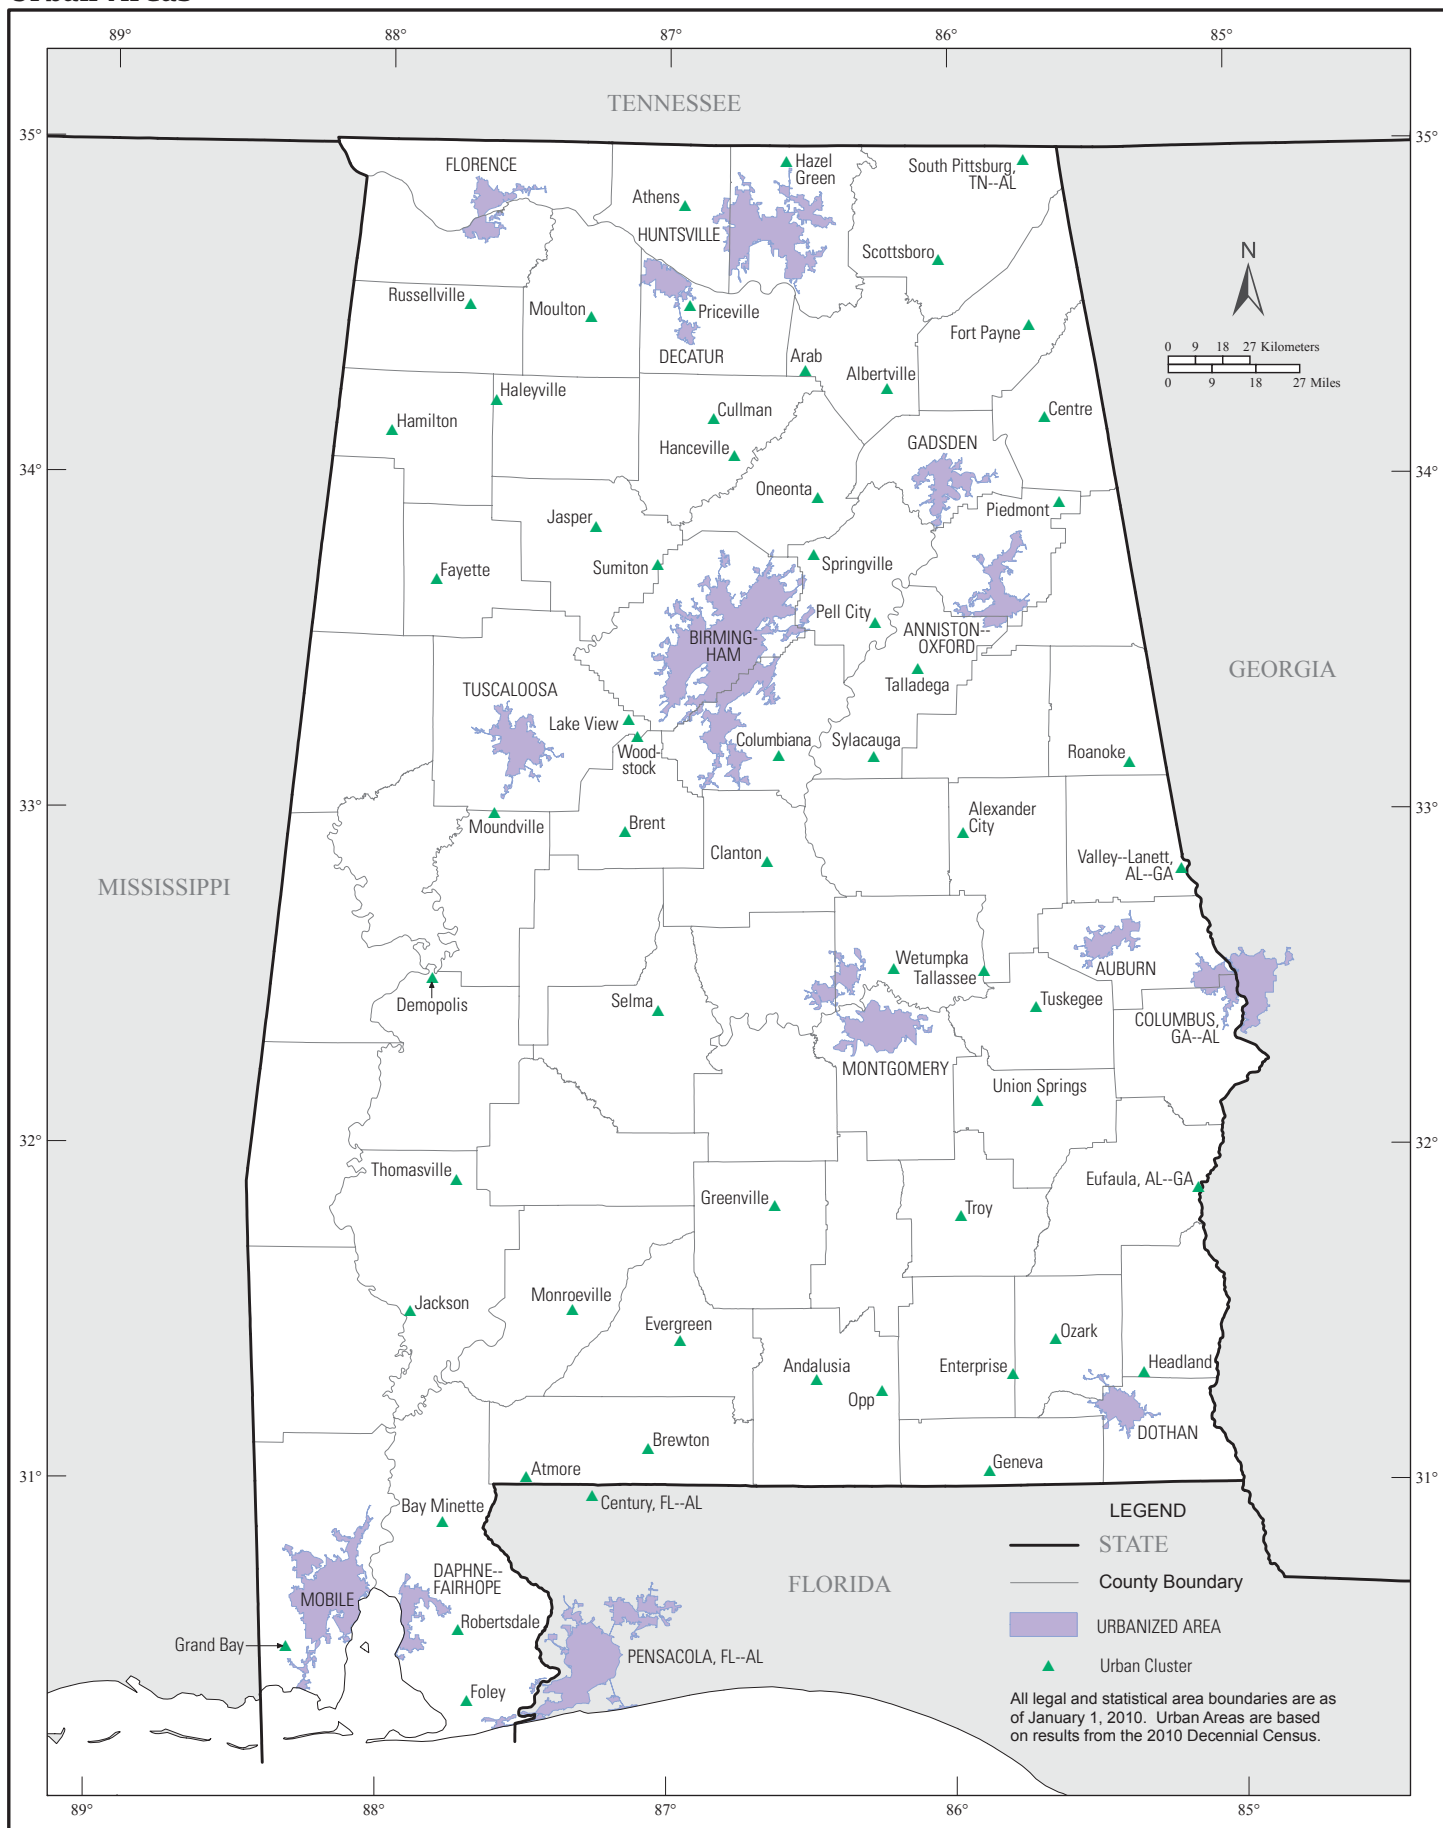 Urban Areas
89°
88°
87°
86°
85°
TENNESSEE
35°
35°
FLORENCE
Hazel
Green
South Pittsburg,
TN--AL
Athens
HUNTSVILLE
Scottsboro
N
Russellville
Moulton
Priceville
Fort Payne
DECATUR
Arab
Albertville
0 9 18 27 Kilometers
0 9 18 27 Miles
Haleyville
Hamilton
Cullman
Centre
Hanceville
GADSDEN
34°
34°
Oneonta
Piedmont
Jasper
Sumiton
Springville
Fayette
Pell City
BIRMING-
HAM
ANNISTON--
OXFORD
GEORGIA
Talladega
TUSCALOOSA
Lake View
Wood-
stock
Columbiana
Sylacauga
Roanoke
33°
33°
Moundville
Brent
Alexander
City
Clanton
Valley--Lanett,
AL--GA
MISSISSIPPI
Wetumpka
Tallassee
AUBURN
Demopolis
Selma
Tuskegee
COLUMBUS,
GA--AL
MONTGOMERY
Union Springs
32°
32°
Thomasville
Greenville
Troy
Eufaula, AL--GA
Jackson
Monroeville
Evergreen
Ozark
Andalusia
Opp
Enterprise
Headland
DOTHAN
Brewton
31°
31°
Atmore
Geneva
Century, FL--AL
Bay Minette
LEGEND
STATE
County Boundary
URBANIZED AREA
Urban Cluster
All legal and statistical area boundaries are as
of January 1, 2010. Urban Areas are based
on results from the 2010 Decennial Census.
DAPHNE--
FAIRHOPE
FLORIDA
MOBILE
Robertsdale
Grand Bay
PENSACOLA, FL--AL
Foley
89°
88°
87°
86°
85°